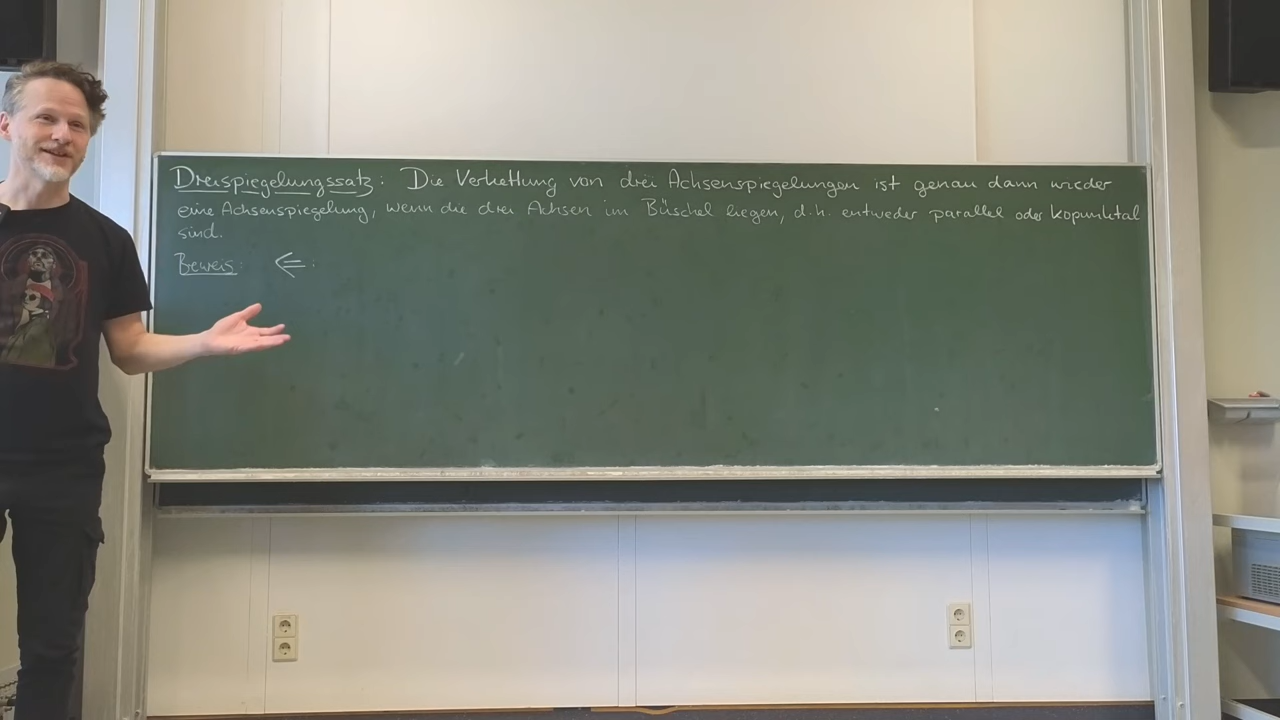 Dreispiegelungssatz: Die Verkettung von drei Achsenspiegelungen ist genau dann wieder
eine Achsenspiegelung, wenn die drei Achsen im Büschel liegen, d.h. entweder parallel oder kopunktal
sind.
Beweis: ⇐: